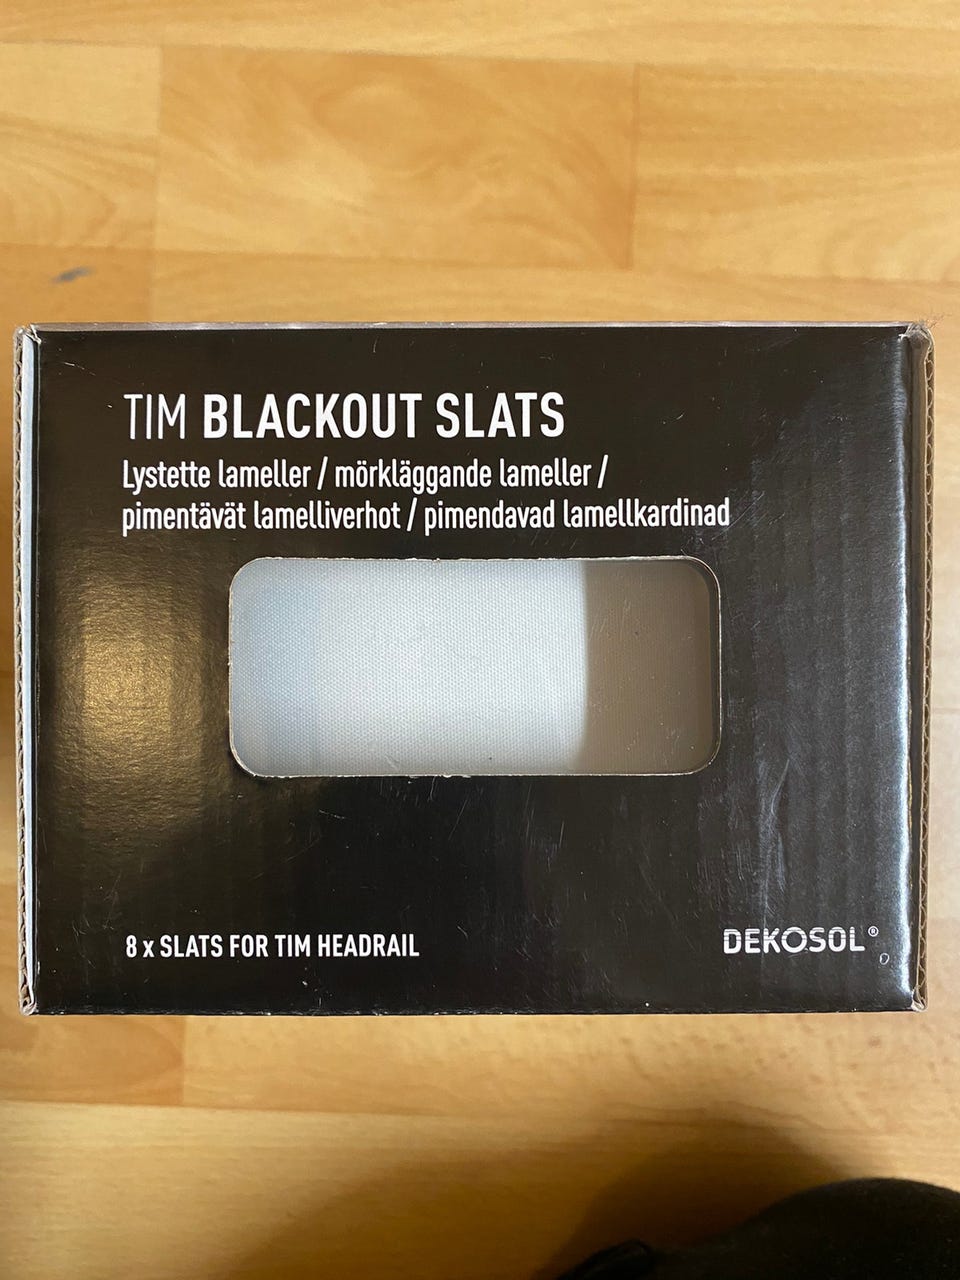 TIM BLACKOUT SLATS
Lystette lameller / mörkläggande lameller /
pimentävät lamelliverhot / pimendavad lamellkardinad
8 x SLATS FOR TIM HEADRAIL
DEKOSOL®